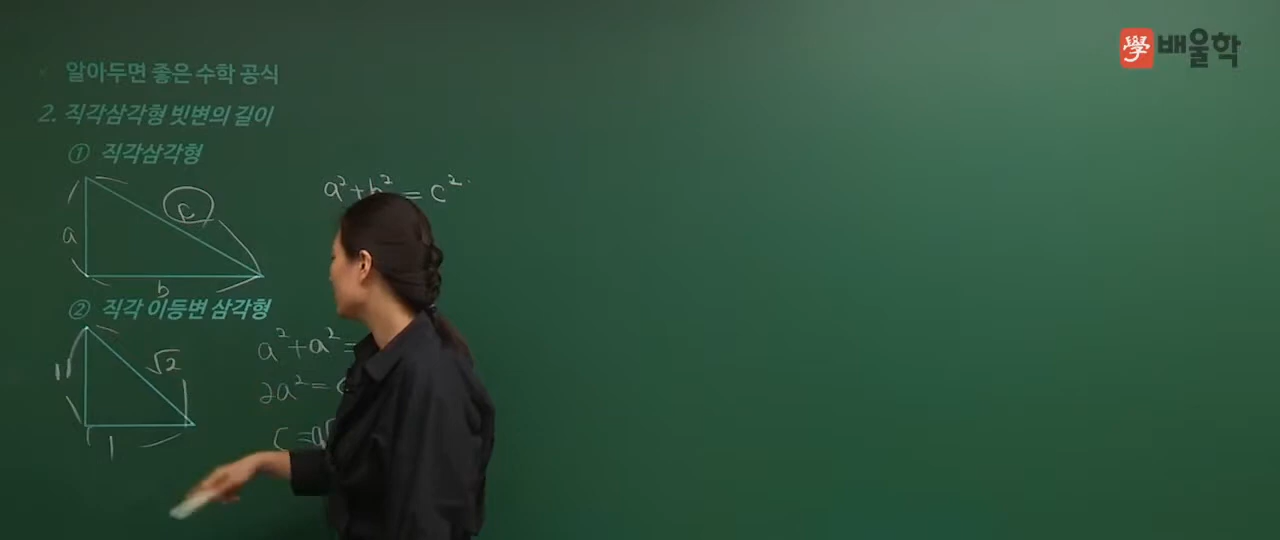 學 배울학
알아두면 좋은 수학 공식
2. 직각삼각형 빗변의 길이
① 직각삼각형
a²+b² = c²
c
a
b
② 직각 이등변 삼각형
a²+a² =
√2
1
2a² =
c = a
1